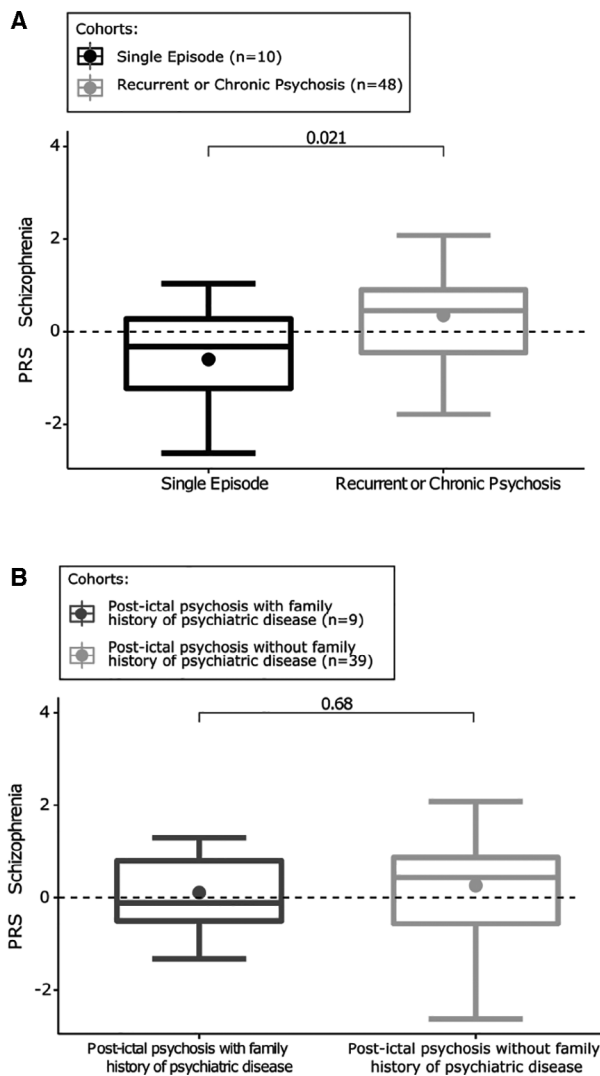 A
Cohorts:
Single Episode (n=10)
Recurrent or Chronic Psychosis (n=48)
4
0.021
2
0
-2
PRS Schizophrenia
Single Episode
Recurrent or Chronic Psychosis
B
Cohorts:
Post-ictal psychosis with family
history of psychiatric disease (n=9)
Post-ictal psychosis without family
history of psychiatric disease (n=39)
4
0.68
2
0
-2
PRS Schizophrenia
Post-ictal psychosis with family
history of psychiatric disease
Post-ictal psychosis without family
history of psychiatric disease